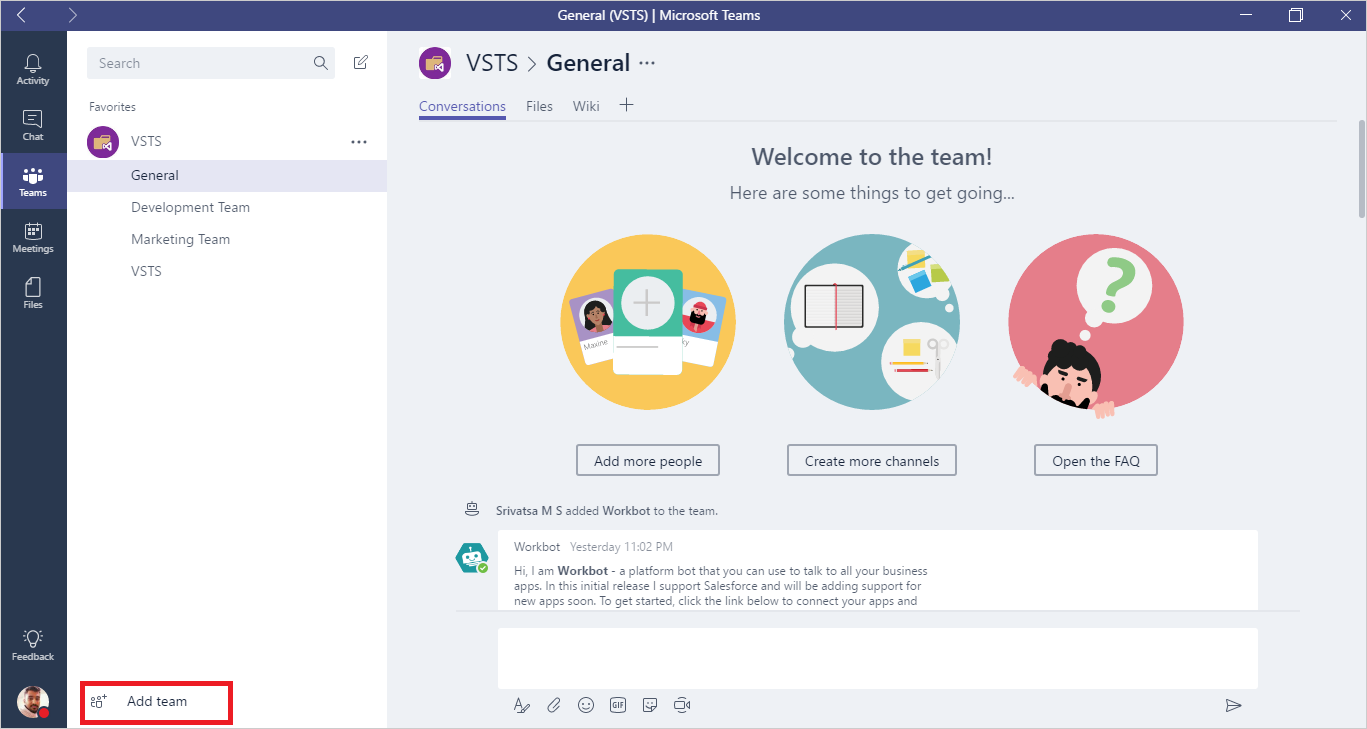 General (VSTS) | Microsoft Teams
Activity
Chat
Teams
Meetings
Files
Feedback
Search
Favorites
VSTS
General
Development Team
Marketing Team
VSTS
Add team
VSTS > General ...
Conversations Files Wiki +
Welcome to the team!
Here are some things to get going...
Maxine
ky
?
Add more people
Create more channels
Open the FAQ
Srivatsa M S added Workbot to the team.
Workbot Yesterday 11:02 PM
Hi, I am Workbot - a platform bot that you can use to talk to all your business
apps. In this initial release I support Salesforce and will be adding support for
new apps soon. To get started, click the link below to connect your apps and
GIF